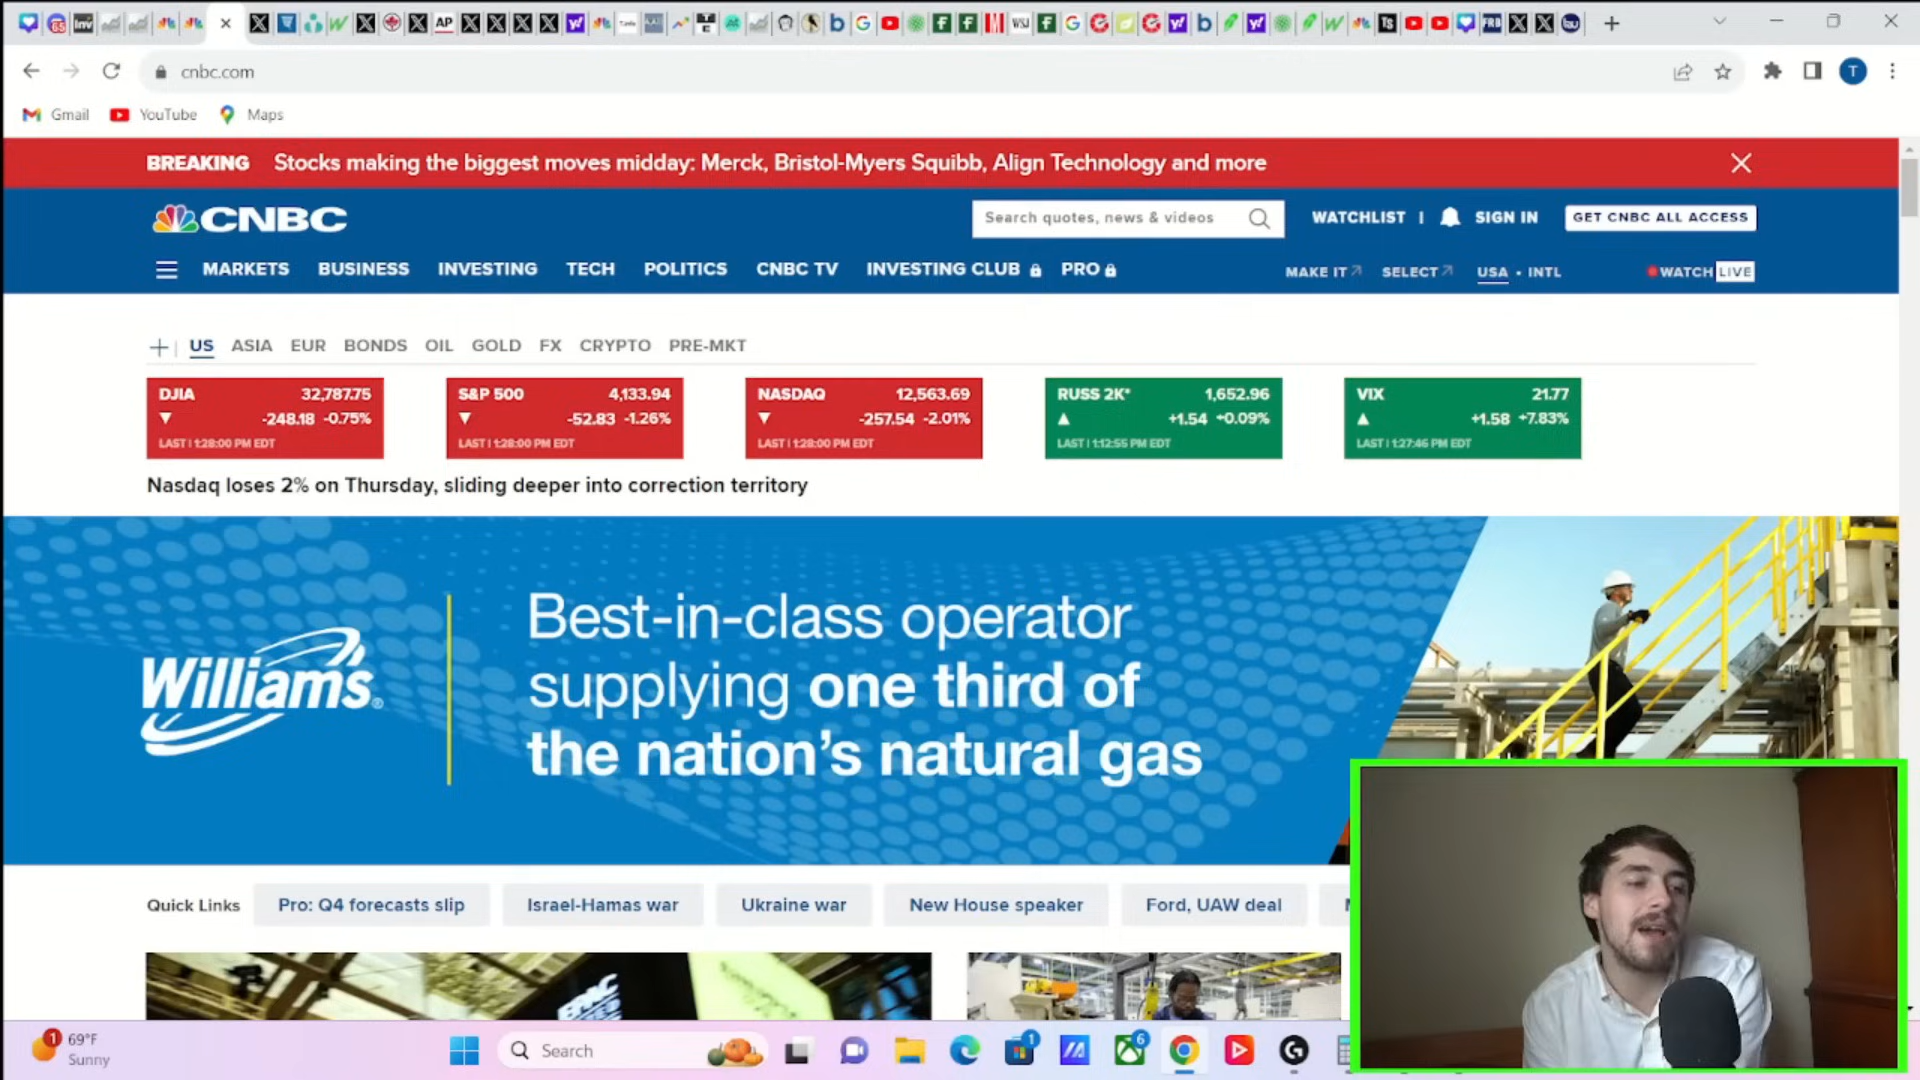 65
Inv
AP
WSJ
TS
FRB
cnbc.com
T
Gmail
YouTube
Maps
BREAKING Stocks making the biggest moves midday: Merck, Bristol-Myers Squibb, Align Technology and more
CNBC
Search quotes, news & videos
WATCHLIST
SIGN IN
GET CNBC ALL ACCESS
MARKETS BUSINESS INVESTING TECH POLITICS CNBC TV INVESTING CLUB PRO
MAKE IT SELECT USA • INTL WATCH LIVE
US ASIA EUR BONDS OIL GOLD FX CRYPTO PRE-MKT
DJIA 32,787.75
-248.18 -0.75%
LAST | 1:28:00 PM EDT
S&P 500 4,133.94
-52.83 -1.26%
LAST | 1:28:00 PM EDT
NASDAQ 12,563.69
-257.54 -2.01%
LAST | 1:28:00 PM EDT
RUSS 2K* 1,652.96
+1.54 +0.09%
LAST | 1:12:55 PM EDT
VIX 21.77
+1.58 +7.83%
LAST | 1:27:46 PM EDT
Nasdaq loses 2% on Thursday, sliding deeper into correction territory
Williams®
Best-in-class operator
supplying one third of
the nation's natural gas
Quick Links
Pro: Q4 forecasts slip
Israel-Hamas war
Ukraine war
New House speaker
Ford, UAW deal
1
69°F
Sunny
Search
1
6